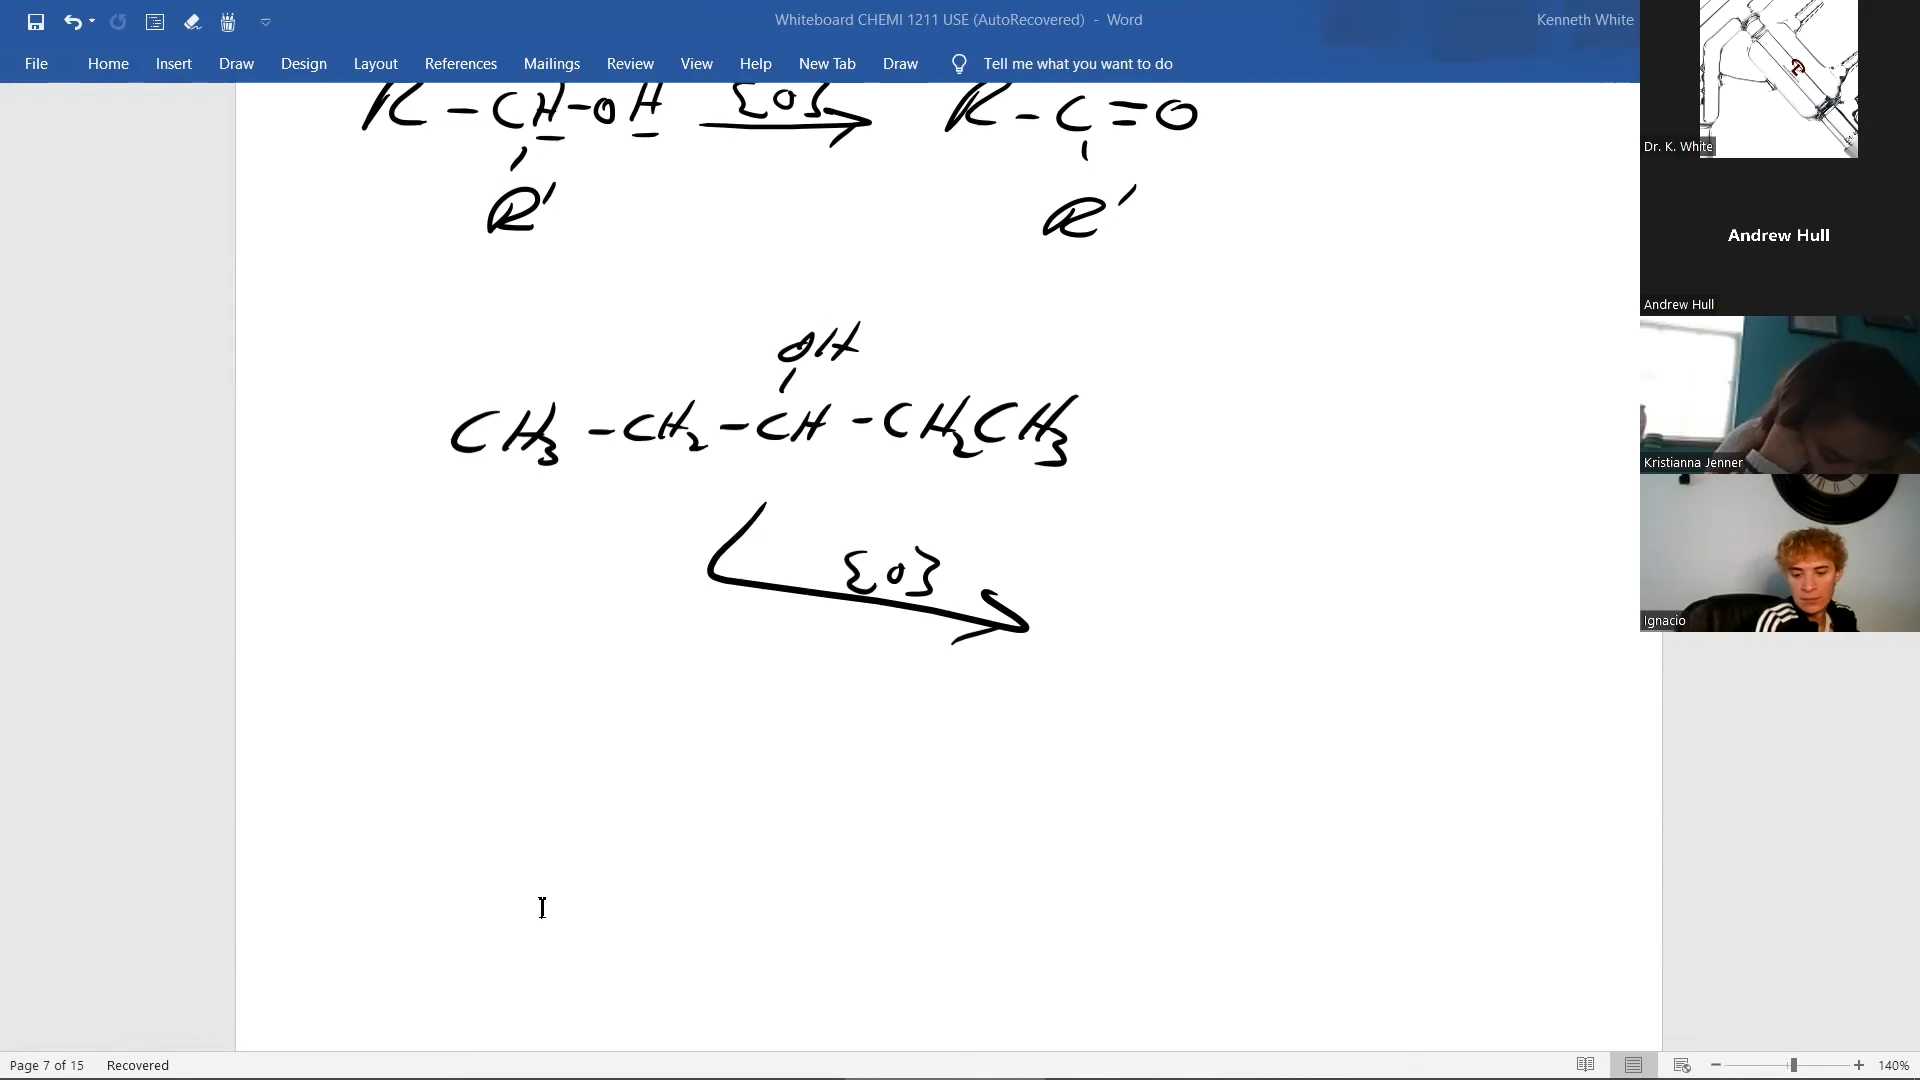 Whiteboard CHEMI 1211 USE (AutoRecovered) - Word
Kenneth White
File Home Insert Draw Design Layout References Mailings Review View Help New Tab Draw Tell me what you want to do
R - CH - OH {O} R - C = O
R' R'
OH
CH3 - CH2 - CH - CH2CH3
{O}
Dr. K. White
Andrew Hull
Andrew Hull
Kristianna Jenner
Ignacio
Page 7 of 15 Recovered
140%